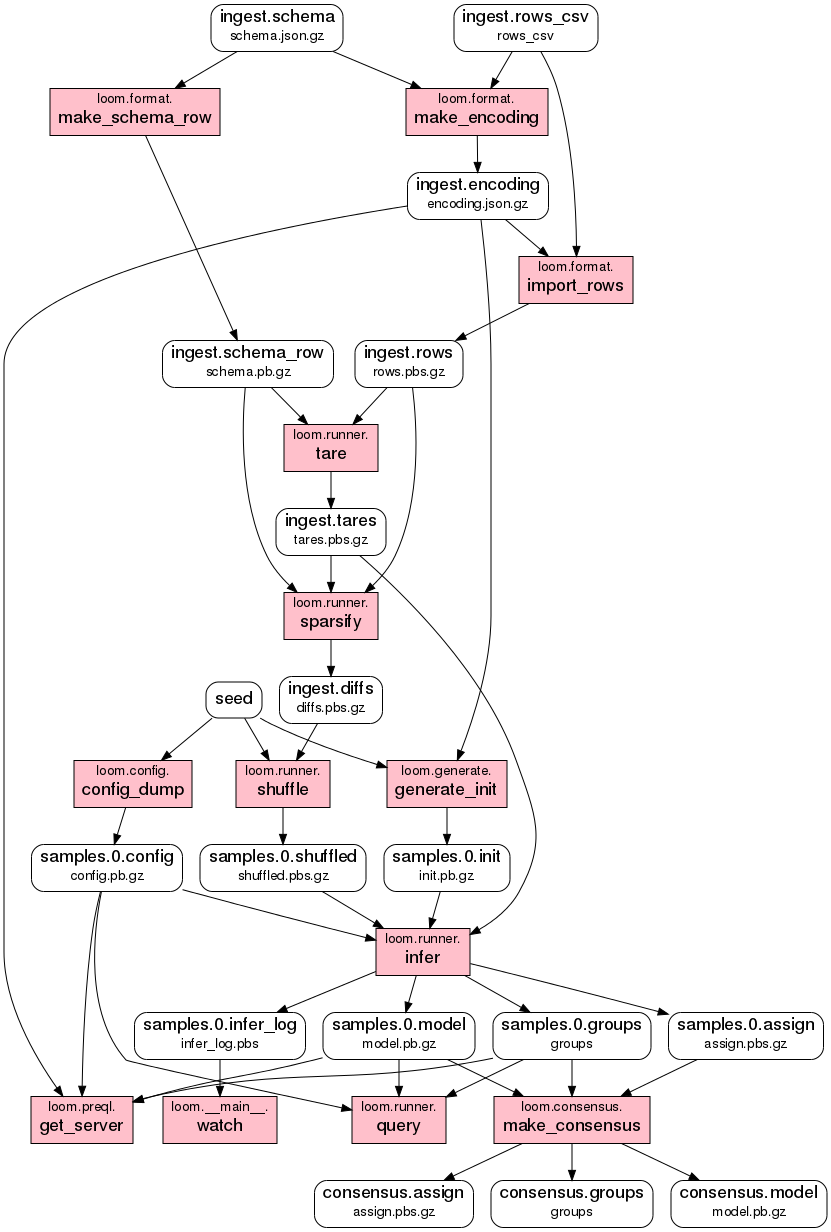 ingest.schema
schema.json.gz
ingest.rows_csv
rows_csv
loom.format.
make_schema_row
loom.format.
make_encoding
ingest.encoding
encoding.json.gz
loom.format.
import_rows
ingest.schema_row
schema.pb.gz
ingest.rows
rows.pbs.gz
loom.runner.
tare
ingest.tares
tares.pbs.gz
loom.runner.
sparsify
ingest.diffs
diffs.pbs.gz
seed
loom.config.
config_dump
loom.runner.
shuffle
loom.generate.
generate_init
samples.0.config
config.pb.gz
samples.0.shuffled
shuffled.pbs.gz
samples.0.init
init.pb.gz
loom.runner.
infer
samples.0.infer_log
infer_log.pbs
samples.0.model
model.pb.gz
samples.0.groups
groups
samples.0.assign
assign.pbs.gz
loom.preql.
get_server
loom.__main__.
watch
loom.runner.
query
loom.consensus.
make_consensus
consensus.assign
assign.pbs.gz
consensus.groups
groups
consensus.model
model.pb.gz